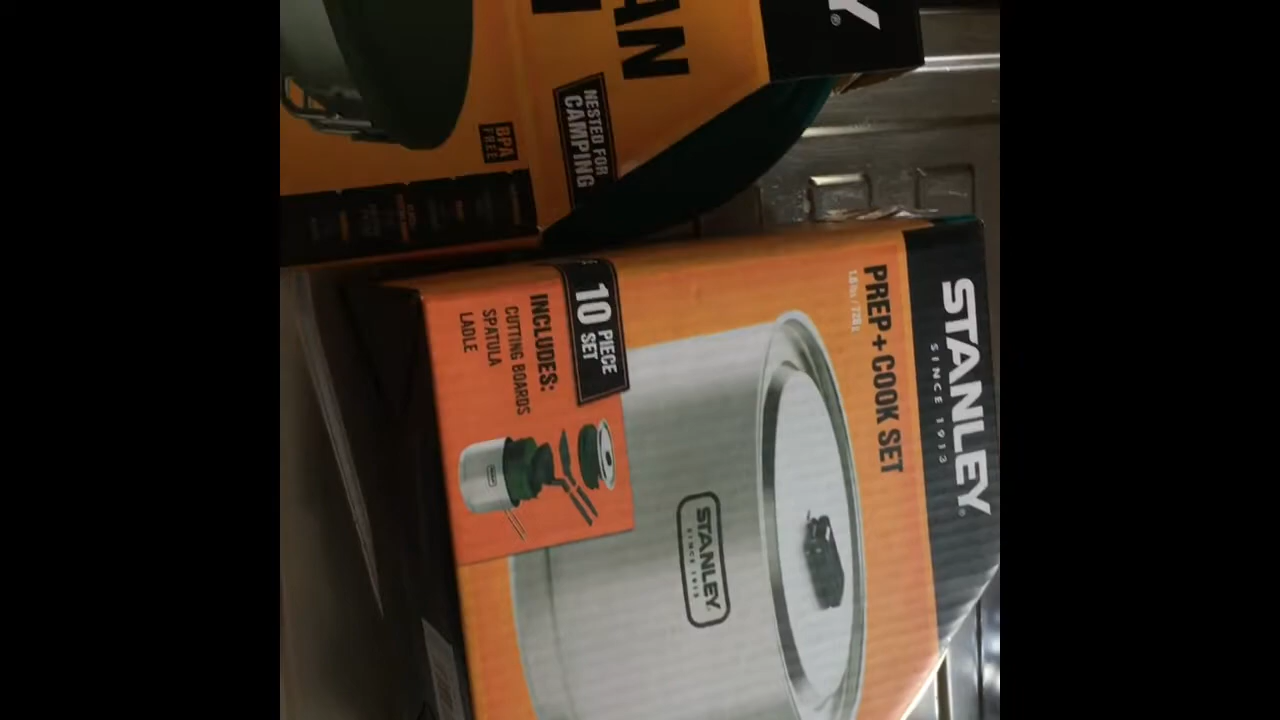 Y®
AN
NESTED FOR
CAMPING
BPA
FREE
STANLEY®
SINCE 1913
PREP + COOK SET
10 PIECE
SET
INCLUDES:
CUTTING BOARDS
SPATULA
LADLE
STANLEY
SINCE 1913